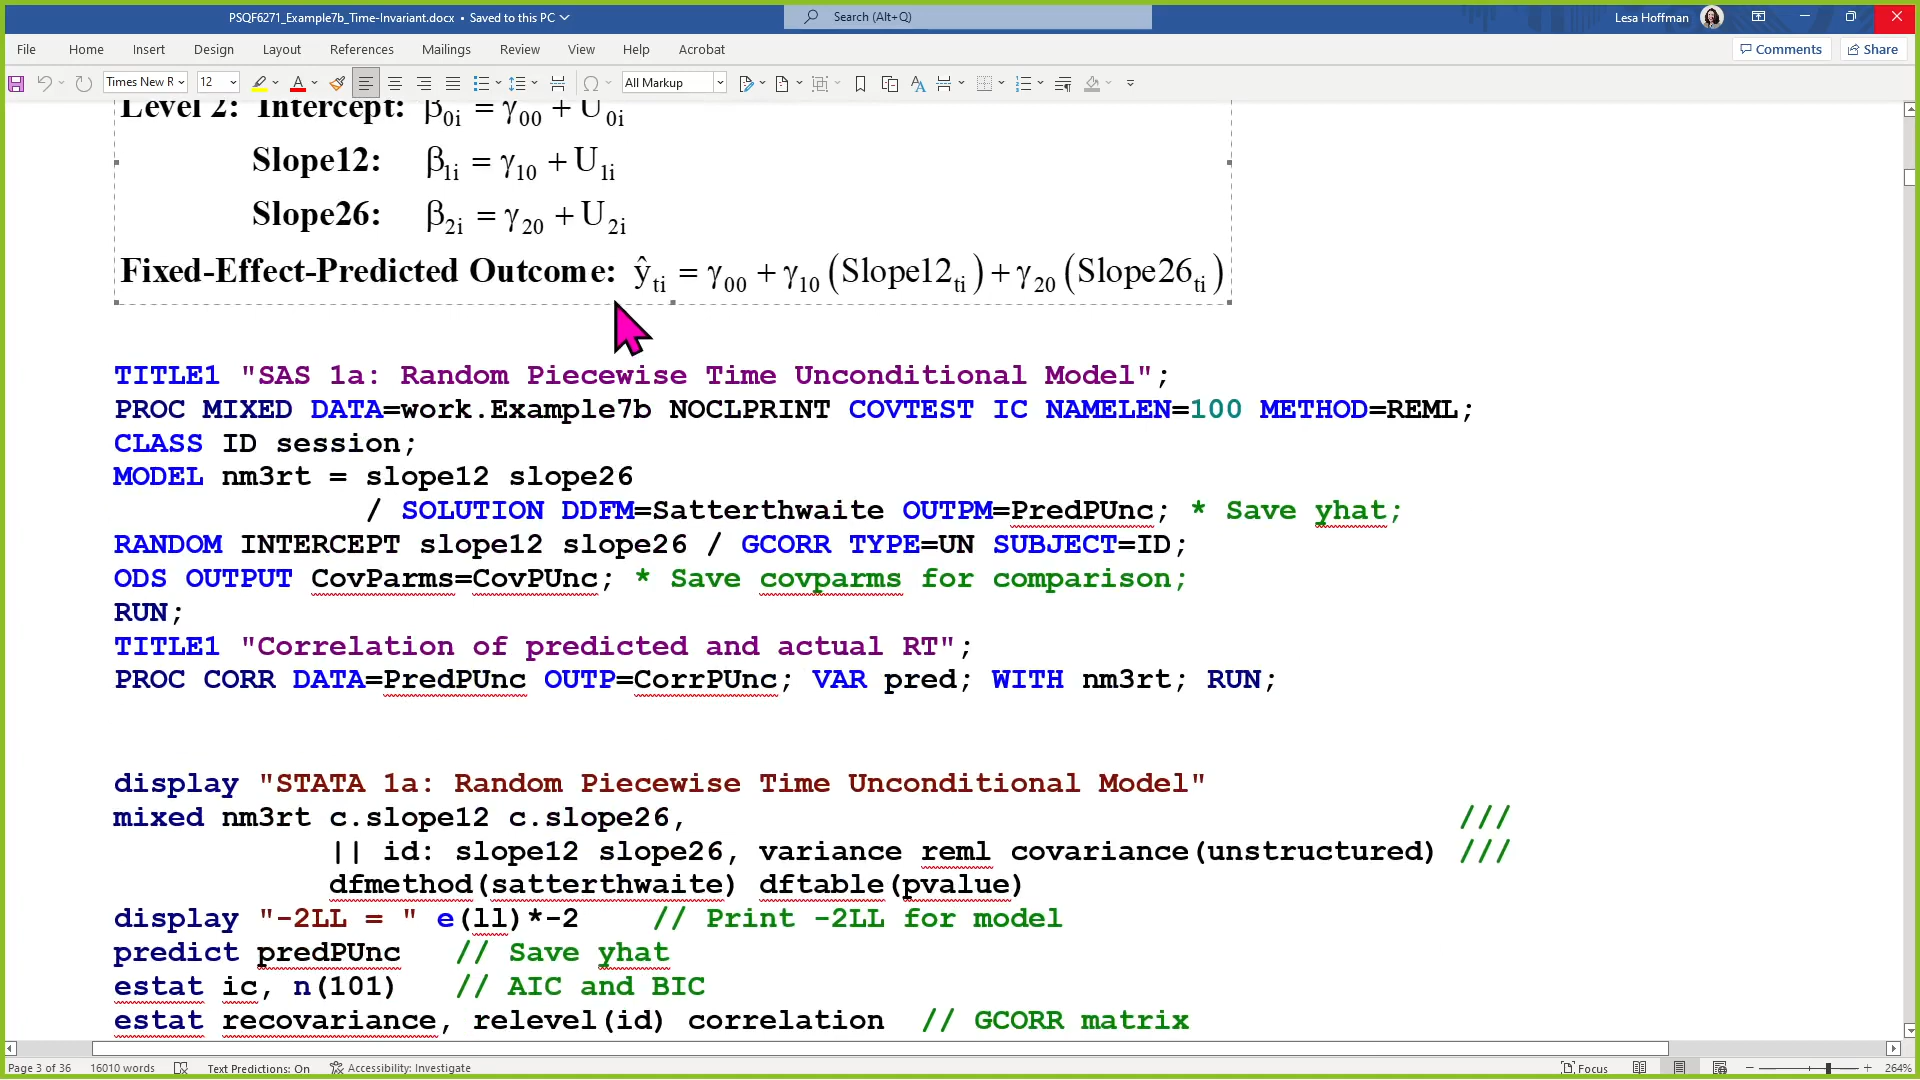 PSQF6271_Example7b_Time-Invariant.docx • Saved to this PC
Search (Alt+Q)
Lesa Hoffman
File Home Insert Design Layout References Mailings Review View Help Acrobat
Comments Share
Times New R 12 All Markup
Level 2: Intercept: β0i = γ00 + U0i
Slope12: β1i = γ10 + U1i
Slope26: β2i = γ20 + U2i
Fixed-Effect-Predicted Outcome: ŷti = γ00 + γ10 (Slope12ti) + γ20 (Slope26ti)
TITLE1 "SAS 1a: Random Piecewise Time Unconditional Model";
PROC MIXED DATA=work.Example7b NOCLPRINT COVTEST IC NAMELEN=100 METHOD=REML;
CLASS ID session;
MODEL nm3rt = slope12 slope26
/ SOLUTION DDFM=Satterthwaite OUTPM=PredPUnc; * Save yhat;
RANDOM INTERCEPT slope12 slope26 / GCORR TYPE=UN SUBJECT=ID;
ODS OUTPUT CovParms=CovPUnc; * Save covparms for comparison;
RUN;
TITLE1 "Correlation of predicted and actual RT";
PROC CORR DATA=PredPUnc OUTP=CorrPUnc; VAR pred; WITH nm3rt; RUN;
display "STATA 1a: Random Piecewise Time Unconditional Model"
mixed nm3rt c.slope12 c.slope26, ///
|| id: slope12 slope26, variance reml covariance(unstructured) ///
dfmethod(satterthwaite) dftable(pvalue)
display "-2LL = " e(ll)*-2 // Print -2LL for model
predict predPUnc // Save yhat
estat ic, n(101) // AIC and BIC
estat recovariance, relevel(id) correlation // GCORR matrix
Page 3 of 36 16010 words Text Predictions: On Accessibility: Investigate Focus 264%